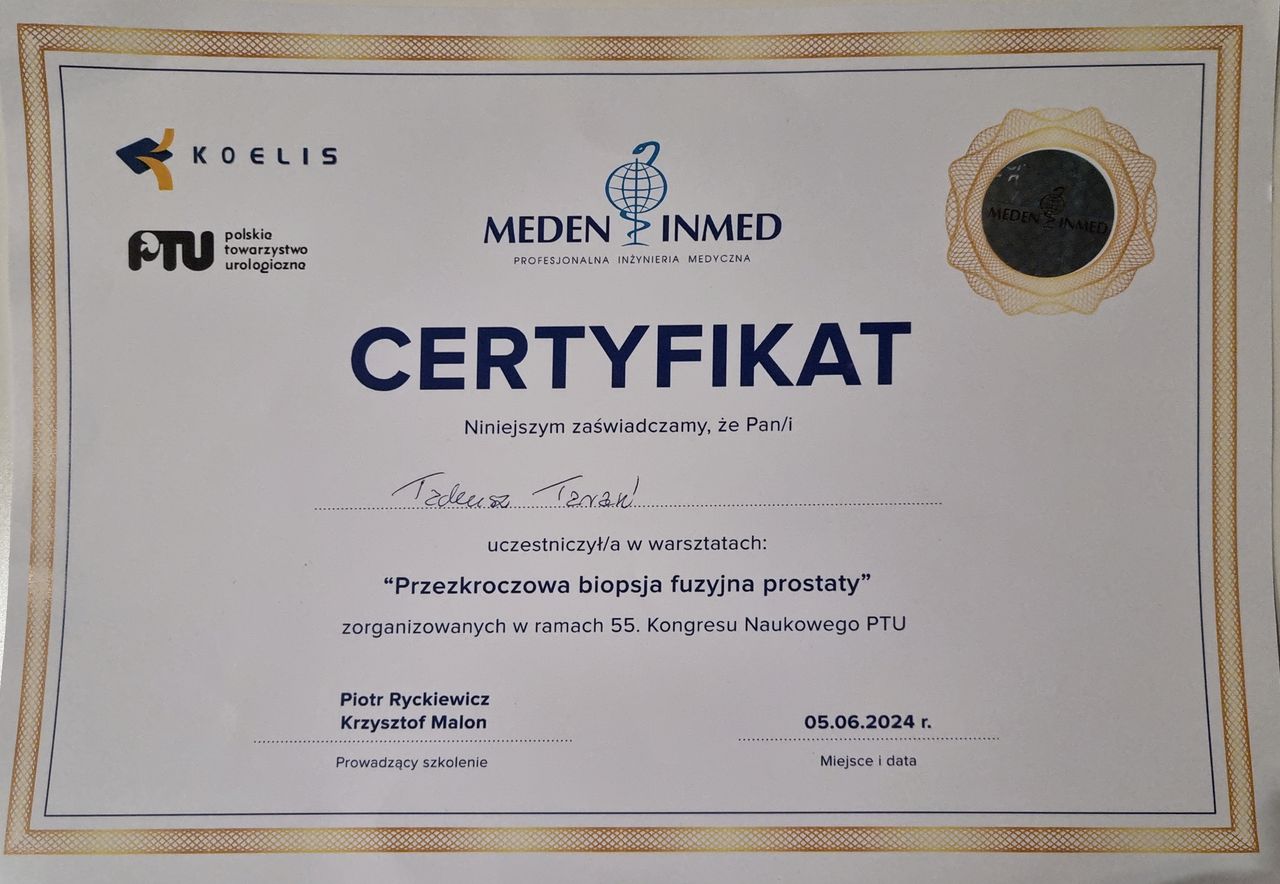 KOELIS
PTU polskie
towarzystwo
urologiczne
MEDEN INMED
PROFESJONALNA INŻYNIERIA MEDYCZNA
MEDEN INMED
CERTYFIKAT
Niniejszym zaświadczamy, że Pan/i
Tadeusz Tarań
uczestniczył/a w warsztatach:
“Przezkroczowa biopsja fuzyjna prostaty”
zorganizowanych w ramach 55. Kongresu Naukowego PTU
Piotr Ryckiewicz
Krzysztof Malon
Prowadzący szkolenie
05.06.2024 r.
Miejsce i data